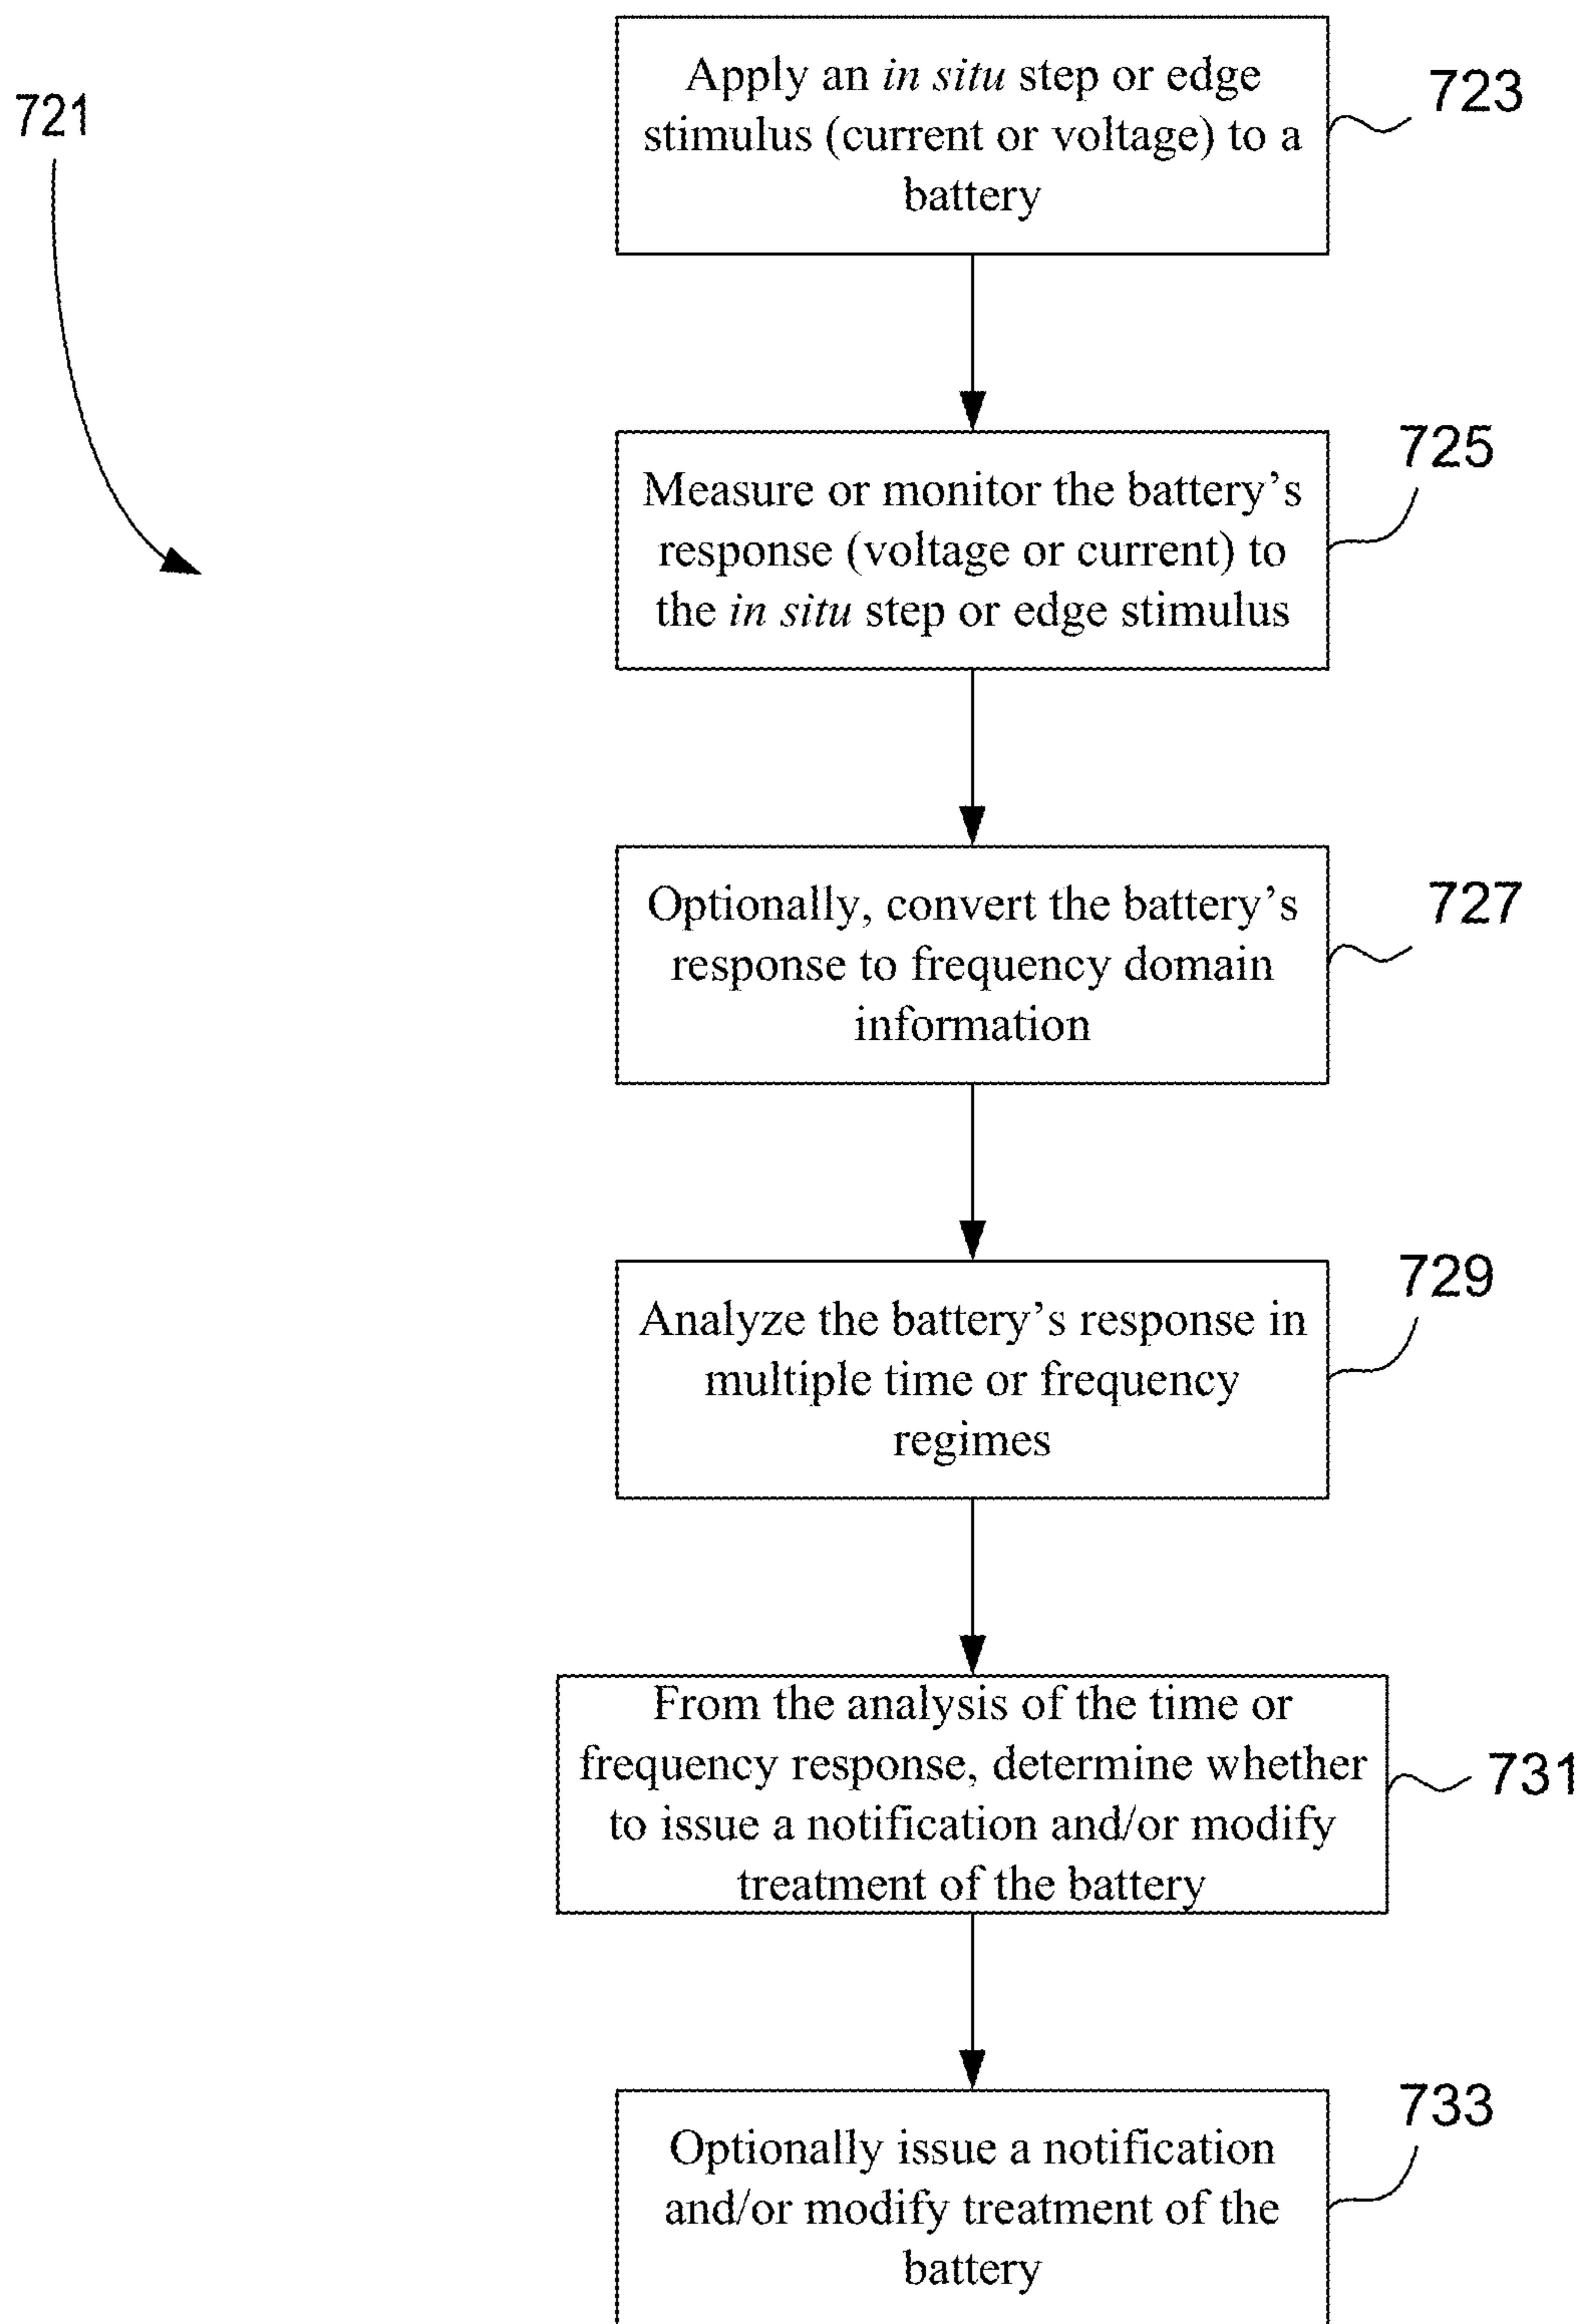 721
Apply an in situ step or edge
stimulus (current or voltage) to a
battery
723
Measure or monitor the battery’s
response (voltage or current) to
the in situ step or edge stimulus
725
Optionally, convert the battery’s
response to frequency domain
information
727
Analyze the battery’s response in
multiple time or frequency
regimes
729
From the analysis of the time or
frequency response, determine whether
to issue a notification and/or modify
treatment of the battery
731
Optionally issue a notification
and/or modify treatment of the
battery
733